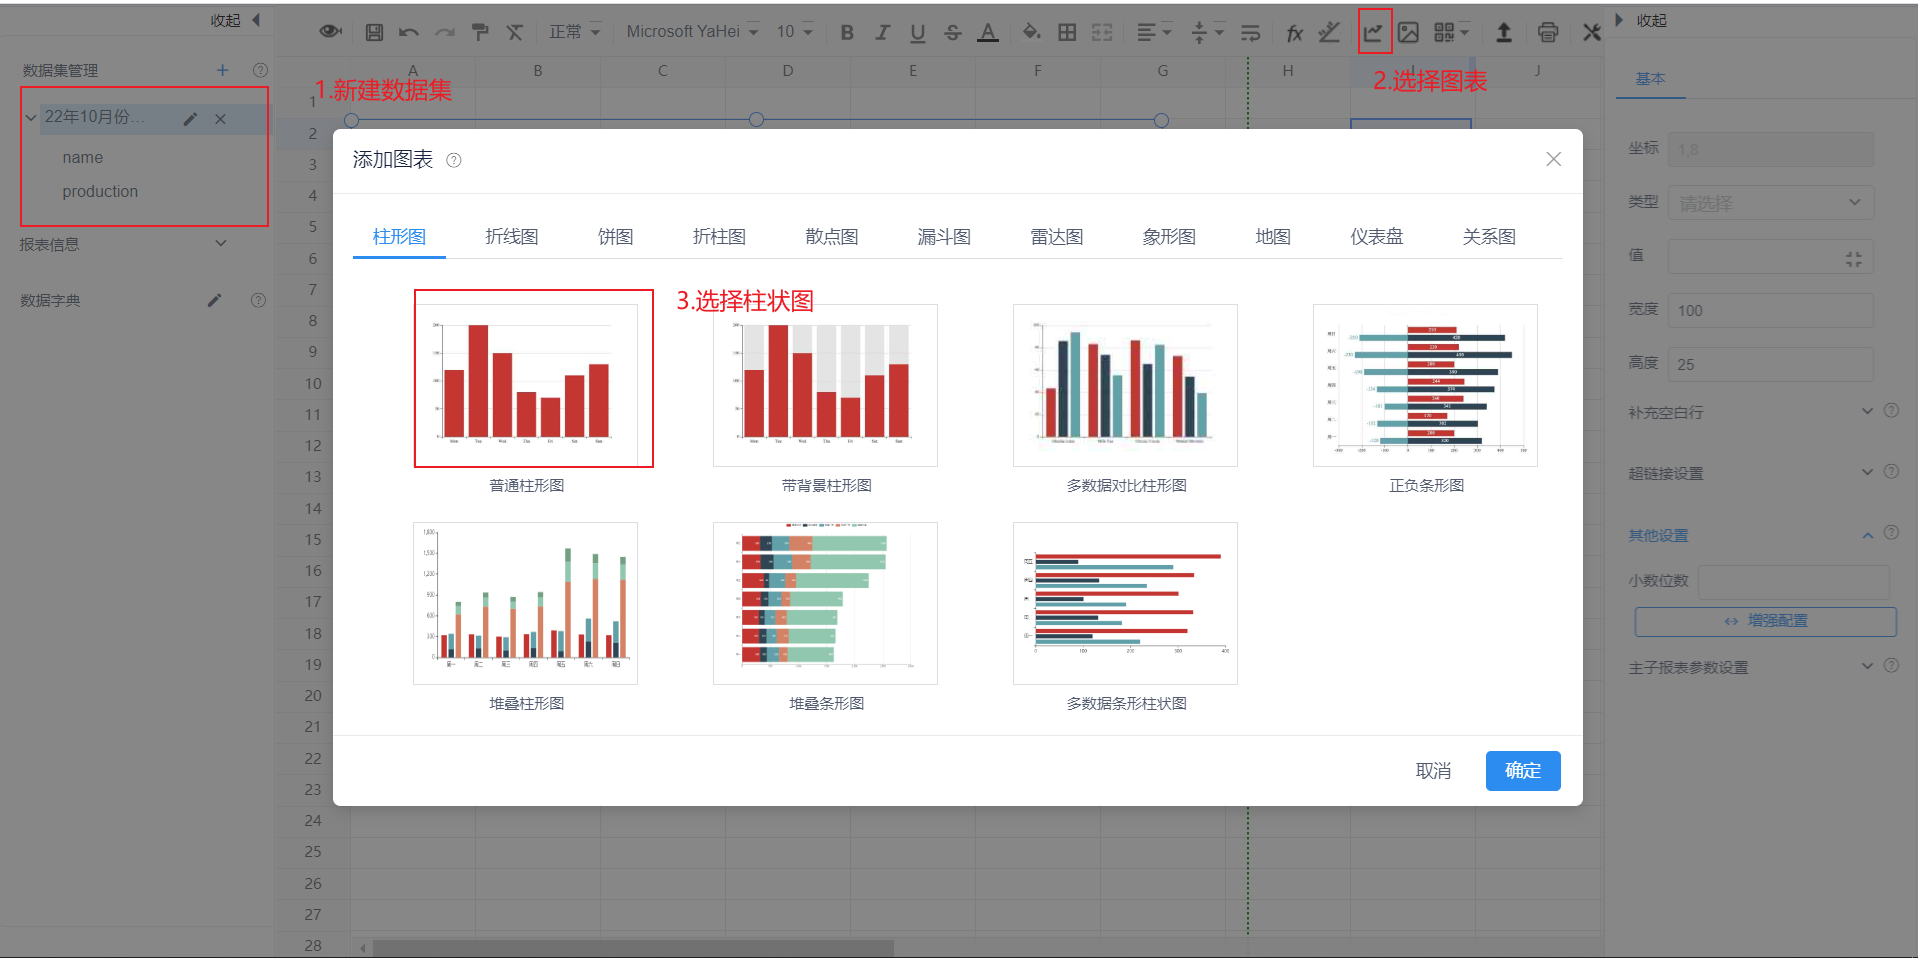 收起
正常
Microsoft YaHei
10
B
I
U
S
A
fx
收起
数据集管理
A
B
C
D
E
F
G
H
I
J
基本
1.新建数据集
2.选择图表
22年10月份...
name
production
报表信息
数据字典
1
2
3
4
5
6
7
8
9
10
11
12
13
14
15
16
17
18
19
20
21
22
23
24
25
26
27
28
添加图表
柱形图
折线图
饼图
折柱图
散点图
漏斗图
雷达图
象形图
地图
仪表盘
关系图
3.选择柱状图
普通柱形图
带背景柱形图
多数据对比柱形图
正负条形图
堆叠柱形图
堆叠条形图
多数据条形柱状图
取消
确定
坐标
1,8
类型
请选择
值
宽度
100
高度
25
补充空白行
超链接设置
其他设置
小数位数
增强配置
主子报表参数设置